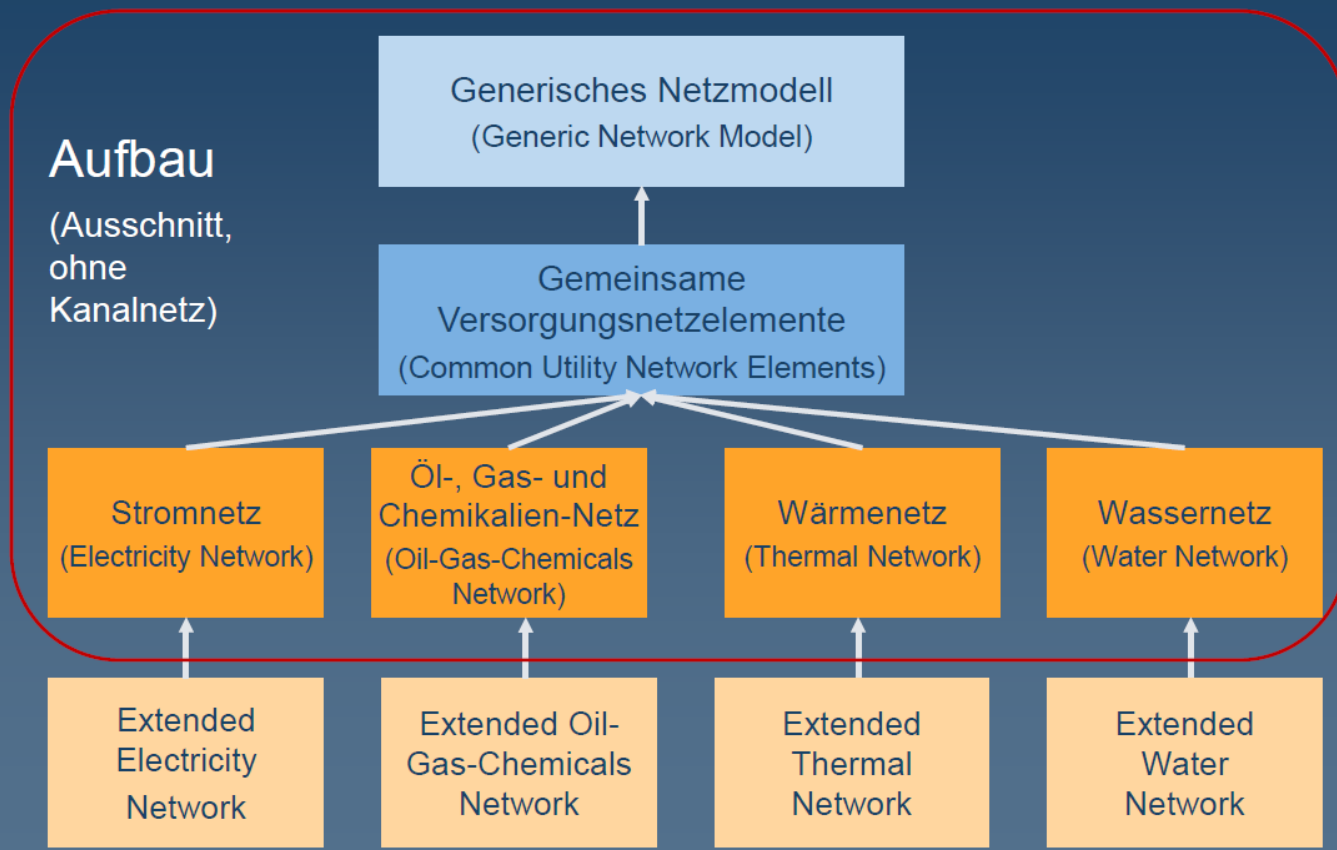 Generisches Netzmodell
(Generic Network Model)
Aufbau
(Ausschnitt,
ohne
Kanalnetz)
Gemeinsame
Versorgungsnetzelemente
(Common Utility Network Elements)
Stromnetz
(Electricity Network)
Öl-, Gas- und
Chemikalien-Netz
(Oil-Gas-Chemicals
Network)
Wärmenetz
(Thermal Network)
Wassernetz
(Water Network)
Extended
Electricity
Network
Extended Oil-
Gas-Chemicals
Network
Extended
Thermal
Network
Extended
Water
Network